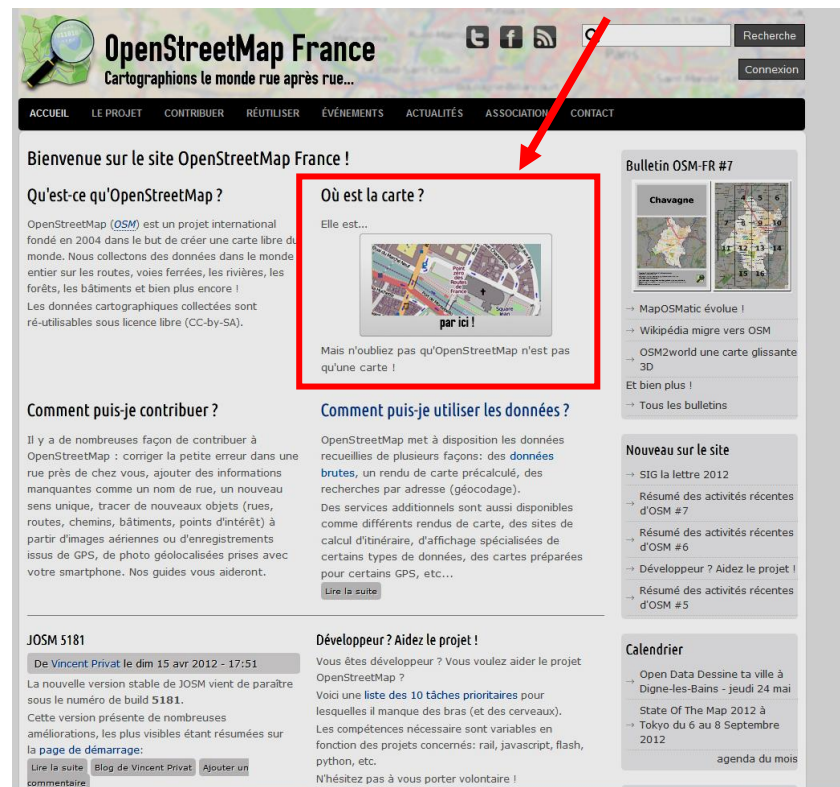 OpenStreetMap France
Cartographions le monde rue après rue...
Recherche
Connexion
ACCUEIL LE PROJET CONTRIBUER RÉUTILISER ÉVÉNEMENTS ACTUALITÉS ASSOCIATION CONTACT
Bienvenue sur le site OpenStreetMap France !
Qu'est-ce qu'OpenStreetMap ?
OpenStreetMap (OSM) est un projet international
fondé en 2004 dans le but de créer une carte libre du
monde. Nous collectons des données dans le monde
entier sur les routes, voies ferrées, les rivières, les
forêts, les bâtiments et bien plus encore !
Les données cartographiques collectées sont
ré-utilisables sous licence libre (CC-by-SA).
Où est la carte ?
Elle est...
Point
zéro
des
Routes
de
France
Square
par ici !
Mais n'oubliez pas qu'OpenStreetMap n'est pas
qu'une carte !
Comment puis-je contribuer ?
Il y a de nombreuses façon de contribuer à
OpenStreetMap : corriger la petite erreur dans une
rue près de chez vous, ajouter des informations
manquantes comme un nom de rue, un nouveau
sens unique, tracer de nouveaux objets (rues,
routes, chemins, bâtiments, points d'intérêt) à
partir d'images aériennes ou d'enregistrements
issus de GPS, de photo géolocalisées prises avec
votre smartphone. Nos guides vous aideront.
Comment puis-je utiliser les données ?
OpenStreetMap met à disposition les données
recueillies de plusieurs façons: des données
brutes, un rendu de carte précalculé, des
recherches par adresse (géocodage).
Des services additionnels sont aussi disponibles
comme différents rendus de carte, des sites de
calcul d'itinéraire, d'affichage spécialisées de
certains types de données, des cartes préparées
pour certains GPS, etc...
Lire la suite
JOSM 5181
De Vincent Privat le dim 15 avr 2012 - 17:51
La nouvelle version stable de JOSM vient de paraître
sous le numéro de build 5181.
Cette version présente de nombreuses
améliorations, les plus visibles étant résumées sur
la page de démarrage:
Lire la suite Blog de Vincent Privat Ajouter un
commentaire
Développeur ? Aidez le projet !
Vous êtes développeur ? Vous voulez aider le projet
OpenStreetMap ?
Voici une liste des 10 tâches prioritaires pour
lesquelles il manque des bras (et des cerveaux).
Les compétences nécessaire sont variables en
fonction des projets concernés: rail, javascript, flash,
python, etc.
N'hésitez pas à vous porter volontaire !
Bulletin OSM-FR #7
Chavagne
4 5 6
7 8 9 10
11 12 13 14
15 16
→ MapOSMatic évolue !
→ Wikipédia migre vers OSM
→ OSM2world une carte glissante
3D
Et bien plus !
→ Tous les bulletins
Nouveau sur le site
→ SIG la lettre 2012
→ Résumé des activités récentes
d'OSM #7
→ Résumé des activités récentes
d'OSM #6
→ Développeur ? Aidez le projet !
→ Résumé des activités récentes
d'OSM #5
Calendrier
→ Open Data Dessine ta ville à
Digne-les-Bains - jeudi 24 mai
→ State Of The Map 2012 à
Tokyo du 6 au 8 Septembre
2012
agenda du mois